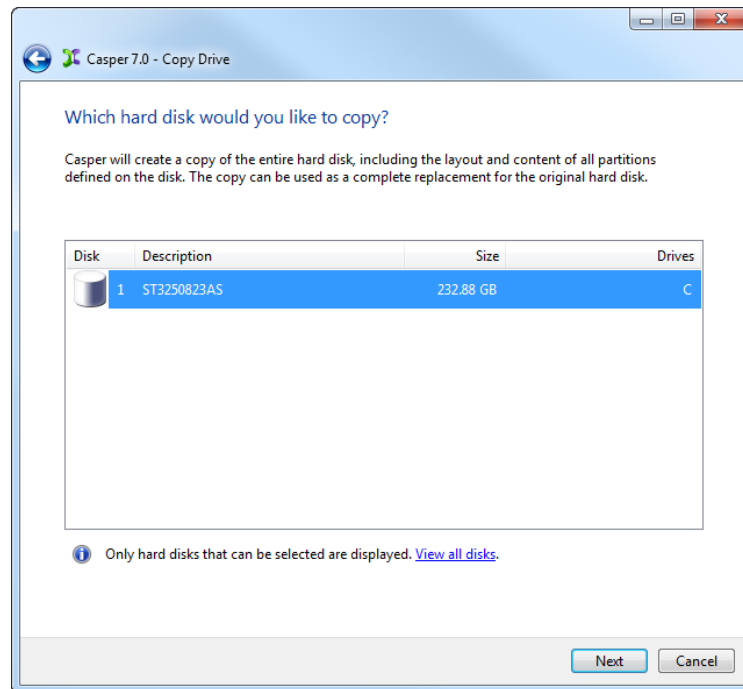 Casper 7.0 - Copy Drive
Which hard disk would you like to copy?
Casper will create a copy of the entire hard disk, including the layout and content of all partitions
defined on the disk. The copy can be used as a complete replacement for the original hard disk.
Disk Description Size Drives
1 ST3250823AS 232.88 GB C
Only hard disks that can be selected are displayed. View all disks.
Next Cancel